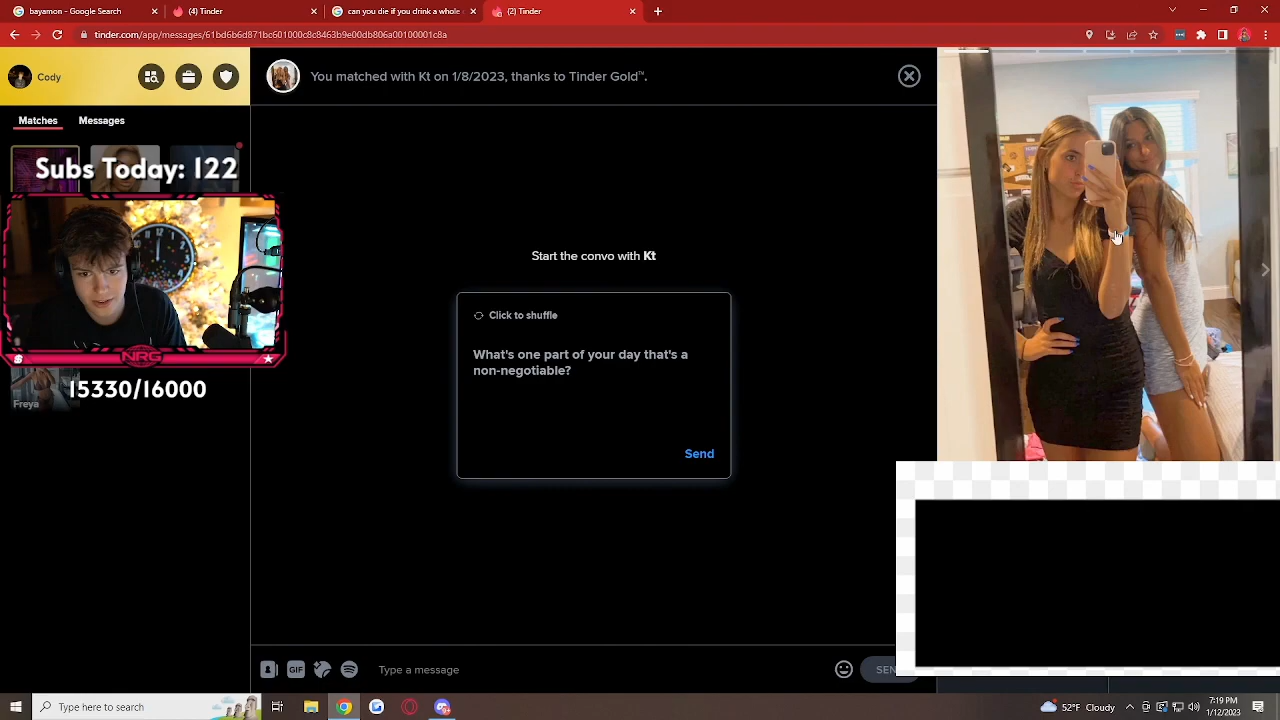 bayamon - Google Search
(2) Tinder
can you die if you drink a whole
(2) Tinder
tinder.com/app/messages/61bd6b6d871bc601000c8c8463b9e00db806a00100001c8a
Cody
You matched with Kt on 1/8/2023, thanks to Tinder Gold™.
Matches
Messages
Subs Today: 122
NRG
15330/16000
Freya
Start the convo with Kt
Click to shuffle
What's one part of your day that's a
non-negotiable?
Send
GIF
Type a message
SEN
Type here to search
52°F Cloudy
7:19 PM
1/12/2023